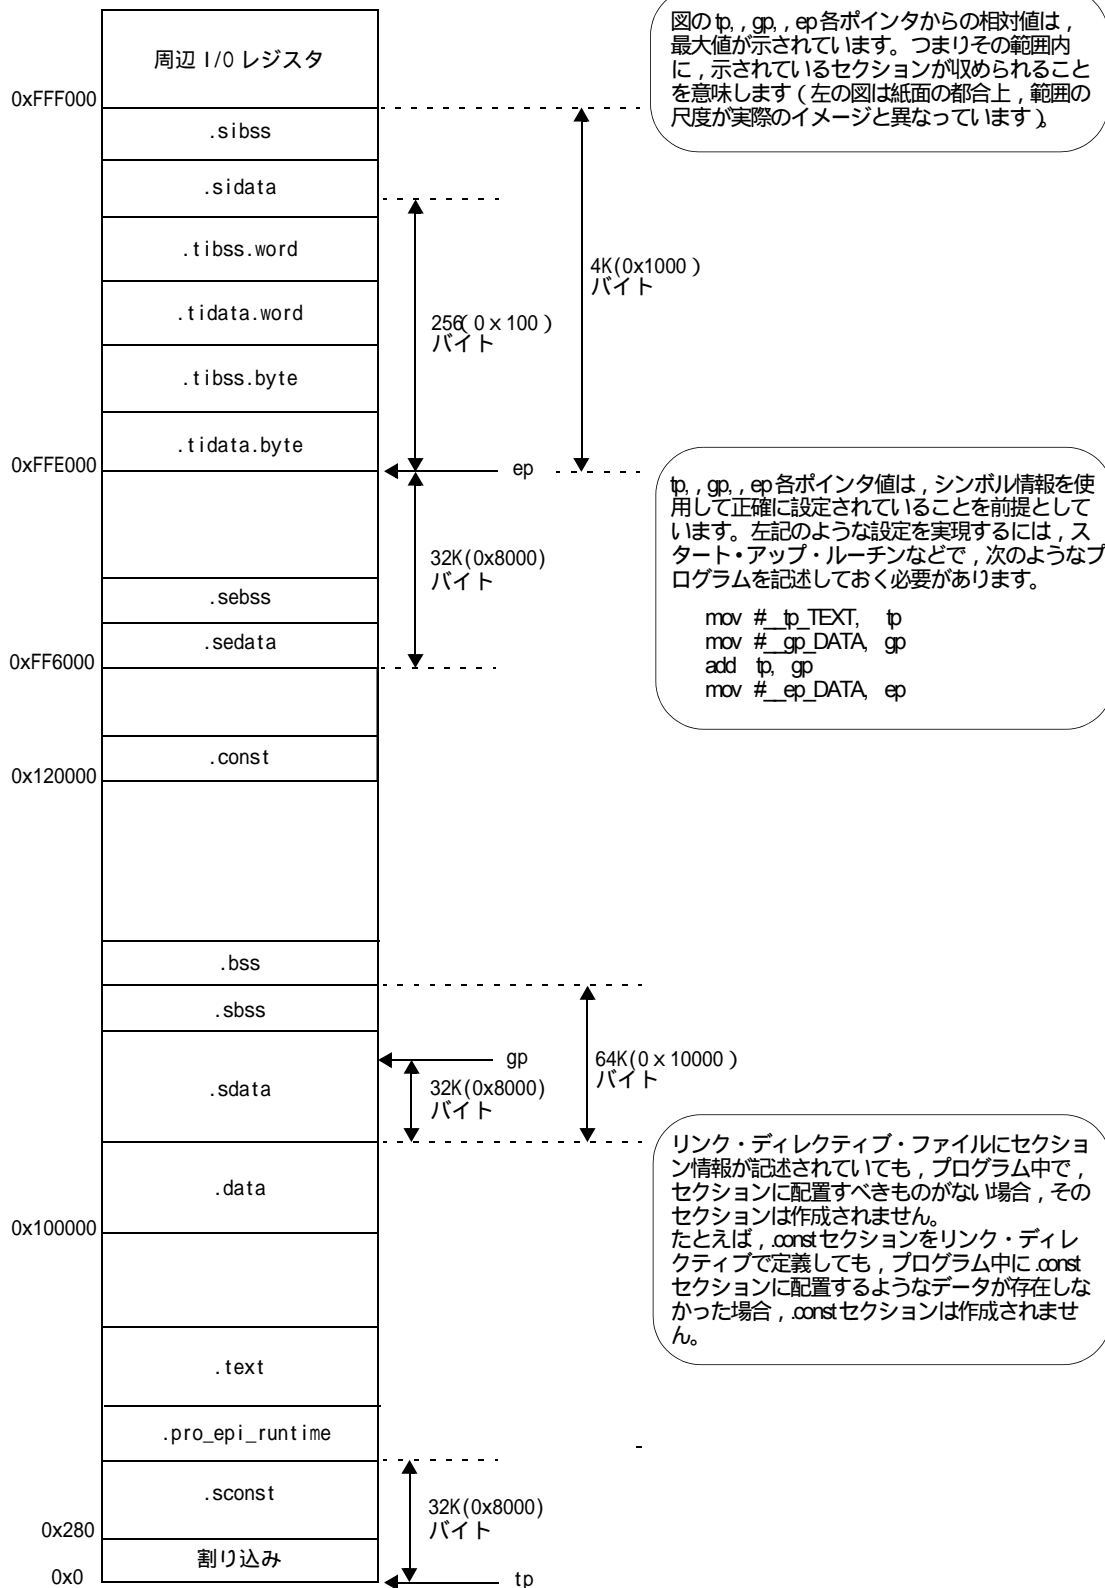 図の tp, , gp, , ep 各ポインタからの相対値は，
最大値が示されています。つまりその範囲内
に，示されているセクションが収められること
を意味します（左の図は紙面の都合上，範囲の
尺度が実際のイメージと異なっています）。
周辺 I/O レジスタ
0xFFF000
.sibss
.sidata
.tibss.word
4K(0x1000)
バイト
.tidata.word
256(0×100)
バイト
.tibss.byte
.tidata.byte
0xFFE000
ep
tp, , gp, , ep 各ポインタ値は，シンボル情報を使
用して正確に設定されていることを前提として
います。左記のような設定を実現するには，ス
タート・アップ・ルーチンなどで，次のようなプ
ログラムを記述しておく必要があります。
mov #__tp_TEXT, tp
mov #__gp_DATA, gp
add tp, gp
mov #__ep_DATA, ep
32K(0x8000)
バイト
.sebss
.sedata
0xFF6000
.const
0x120000
.bss
.sbss
gp
64K(0×10000)
バイト
.sdata
32K(0x8000)
バイト
リンク・ディレクティブ・ファイルにセクショ
ン情報が記述されていても，プログラム中で，
セクションに配置すべきものがない場合，その
セクションは作成されません。
たとえば，.constセクションをリンク・ディレ
クティブで定義しても，プログラム中に.const
セクションに配置するようなデータが存在しな
かった場合，.constセクションは作成されませ
ん。
.data
0x100000
.text
.pro_epi_runtime
.sconst
32K(0x8000)
バイト
0x280
割り込み
0x0
tp